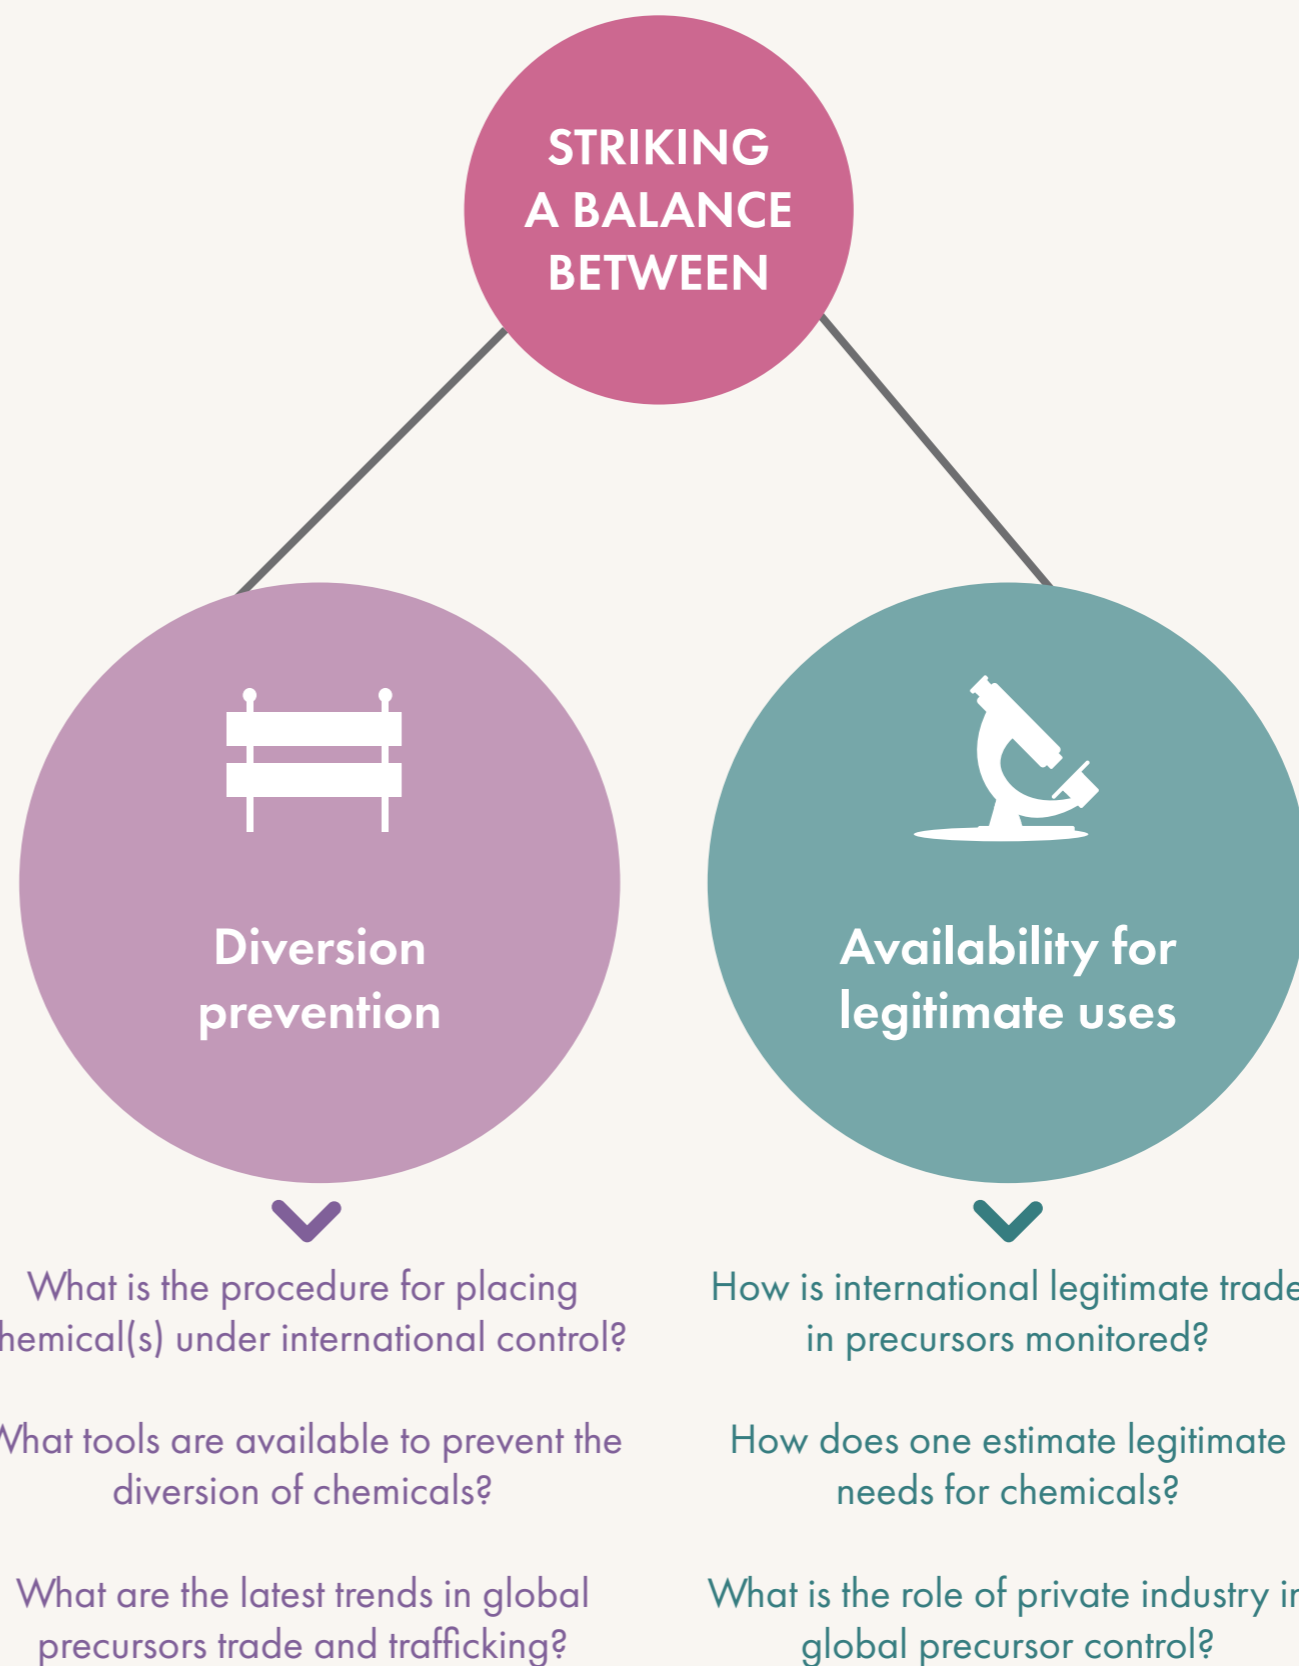 STRIKING
A BALANCE
BETWEEN
Diversion
prevention
Availability for
legitimate uses
What is the procedure for placing
hemical(s) under international control?
What tools are available to prevent the
diversion of chemicals?
What are the latest trends in global
precursors trade and trafficking?
How is international legitimate trade
in precursors monitored?
How does one estimate legitimate
needs for chemicals?
What is the role of private industry in
global precursor control?